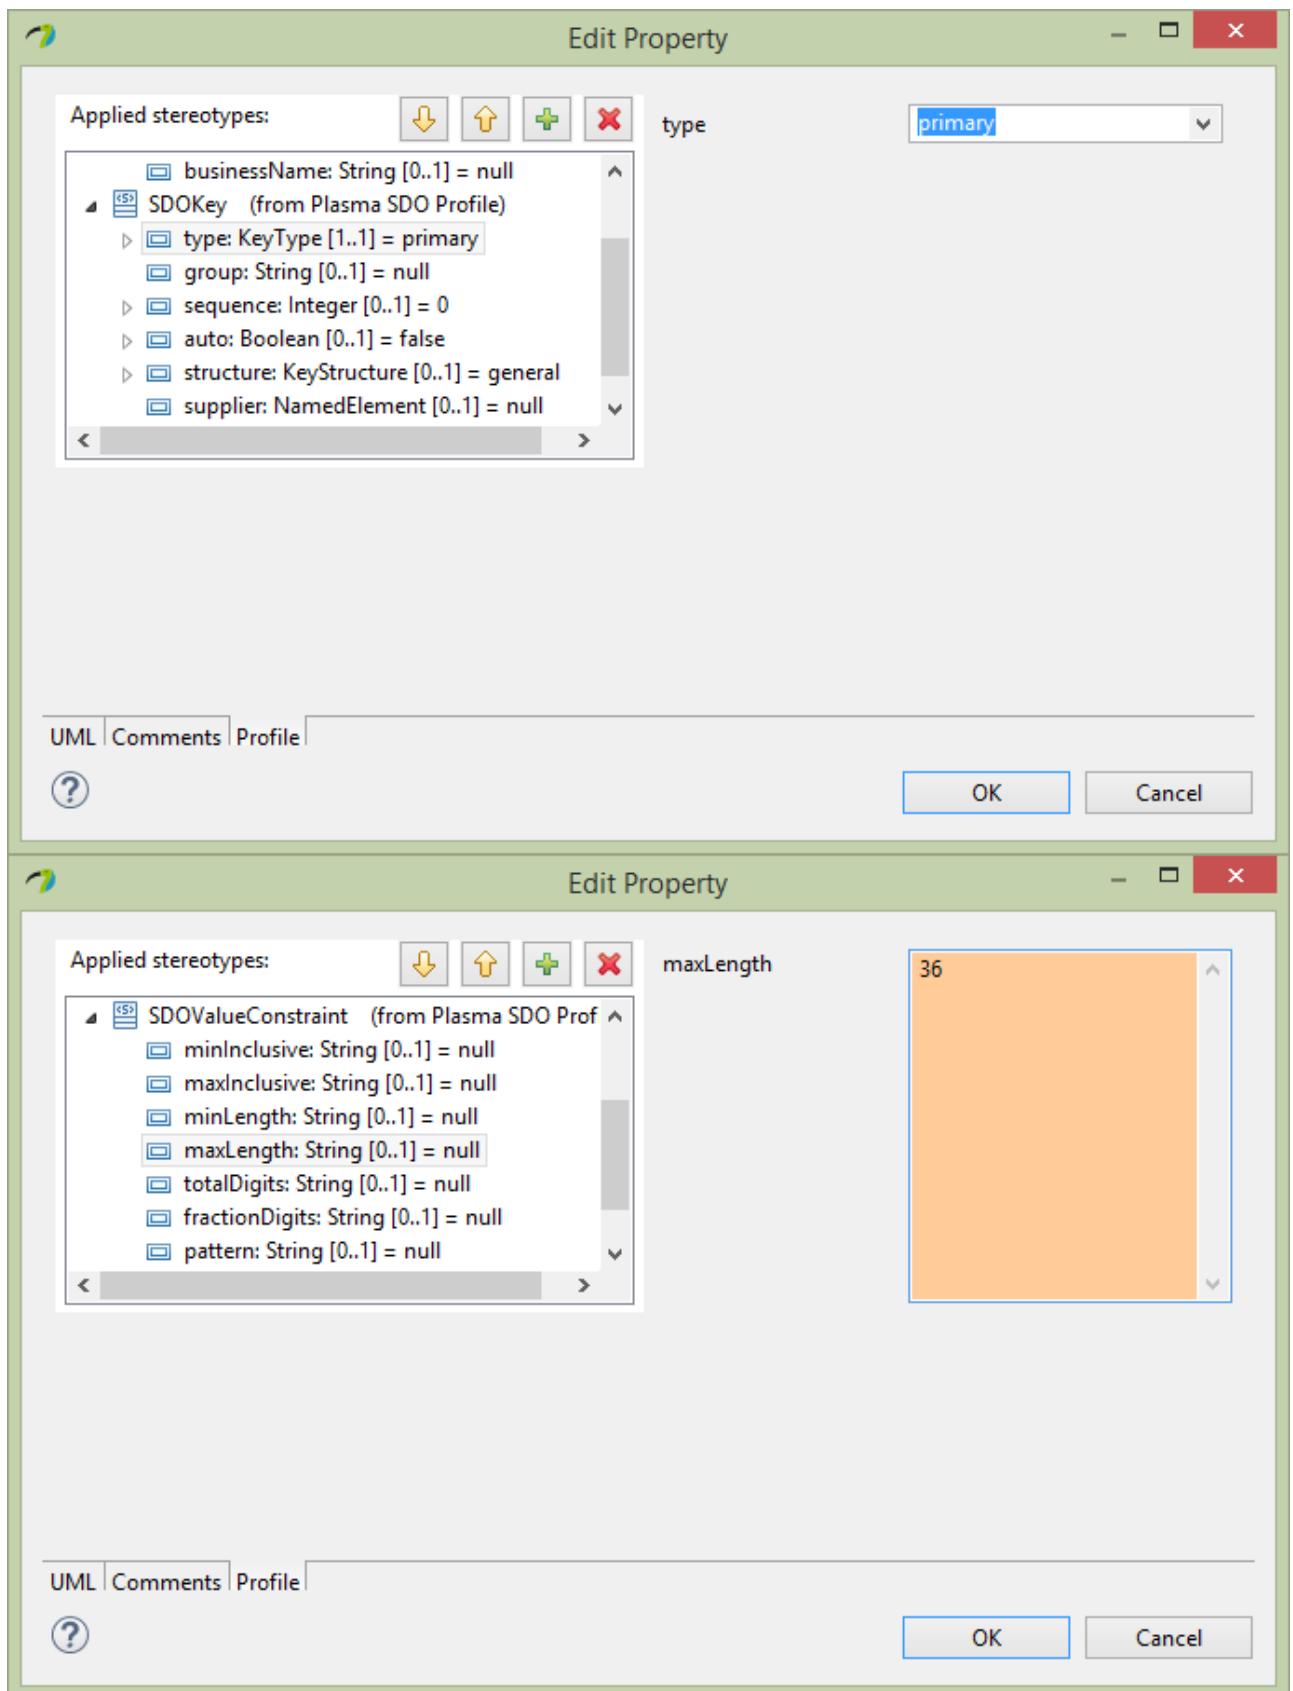 Edit Property
Applied stereotypes:
type
primary
businessName: String [0..1] = null
SDOKey (from Plasma SDO Profile)
type: KeyType [1..1] = primary
group: String [0..1] = null
sequence: Integer [0..1] = 0
auto: Boolean [0..1] = false
structure: KeyStructure [0..1] = general
supplier: NamedElement [0..1] = null
UML Comments Profile
OK Cancel
Edit Property
Applied stereotypes:
maxLength
36
SDOValueConstraint (from Plasma SDO Prof
minInclusive: String [0..1] = null
maxInclusive: String [0..1] = null
minLength: String [0..1] = null
maxLength: String [0..1] = null
totalDigits: String [0..1] = null
fractionDigits: String [0..1] = null
pattern: String [0..1] = null
UML Comments Profile
OK Cancel